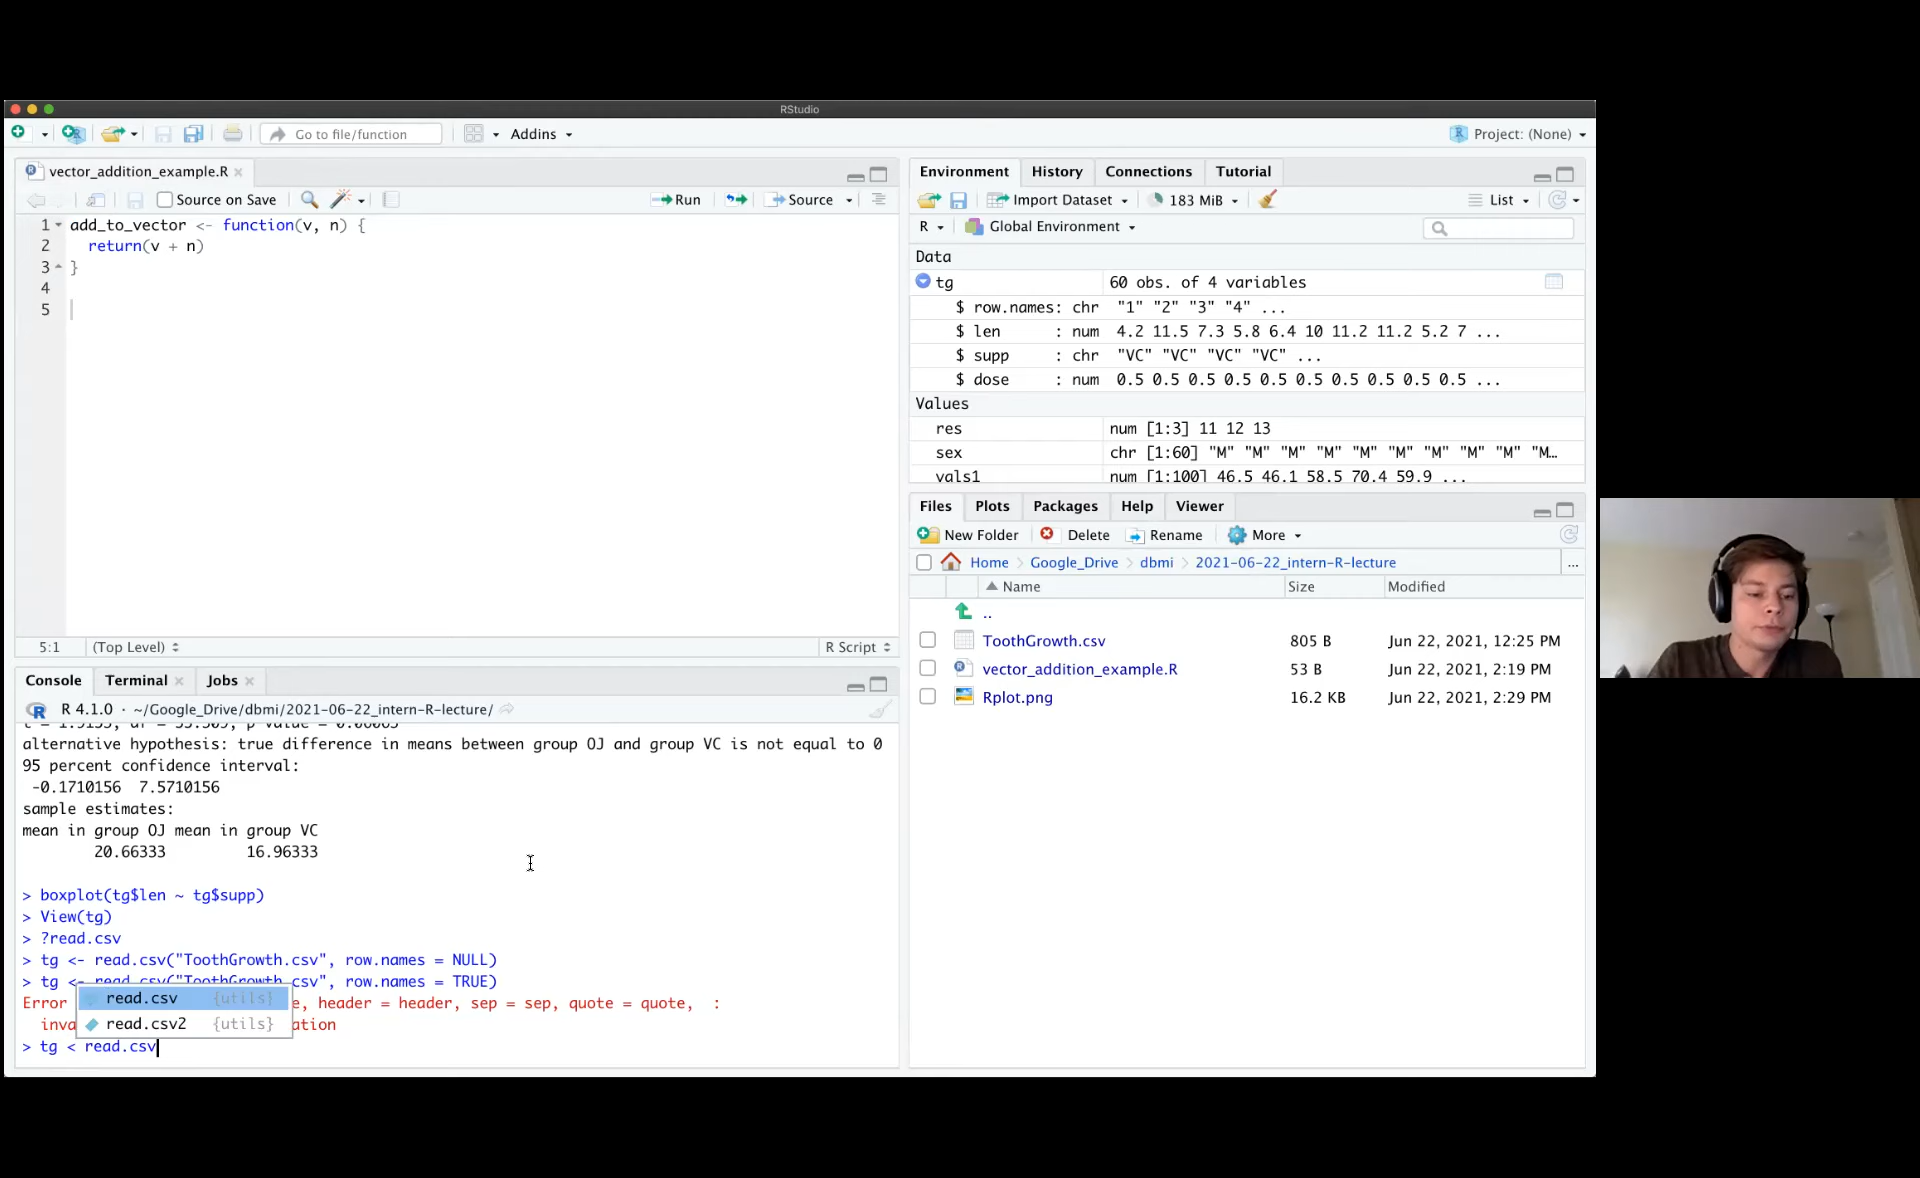 RStudio
Go to file/function
Addins
Project: (None)
vector_addition_example.R
Source on Save
Run
Source
1 add_to_vector <- function(v, n) {
2 return(v + n)
3 }
4
5
5:1 (Top Level) R Script
Console Terminal Jobs
R 4.1.0 · ~/Google_Drive/dbmi/2021-06-22_intern-R-lecture/
alternative hypothesis: true difference in means between group OJ and group VC is not equal to 0
95 percent confidence interval:
-0.1710156 7.5710156
sample estimates:
mean in group OJ mean in group VC
20.66333 16.96333
> boxplot(tg$len ~ tg$supp)
> View(tg)
> ?read.csv
> tg <- read.csv("ToothGrowth.csv", row.names = NULL)
> tg <- read.csv("ToothGrowth.csv", row.names = TRUE)
Error e, header = header, sep = sep, quote = quote, :
inva ation
read.csv {utils}
read.csv2 {utils}
> tg < read.csv
Environment History Connections Tutorial
Import Dataset 183 MiB List
R Global Environment
Data
tg 60 obs. of 4 variables
$ row.names: chr "1" "2" "3" "4" ...
$ len : num 4.2 11.5 7.3 5.8 6.4 10 11.2 11.2 5.2 7 ...
$ supp : chr "VC" "VC" "VC" "VC" ...
$ dose : num 0.5 0.5 0.5 0.5 0.5 0.5 0.5 0.5 0.5 0.5 ...
Values
res num [1:3] 11 12 13
sex chr [1:60] "M" "M" "M" "M" "M" "M" "M" "M" "M" "M…
vals1 num [1:100] 46.5 46.1 58.5 70.4 59.9 ...
Files Plots Packages Help Viewer
New Folder Delete Rename More
Home Google_Drive dbmi 2021-06-22_intern-R-lecture ...
Name Size Modified
..
ToothGrowth.csv 805 B Jun 22, 2021, 12:25 PM
vector_addition_example.R 53 B Jun 22, 2021, 2:19 PM
Rplot.png 16.2 KB Jun 22, 2021, 2:29 PM